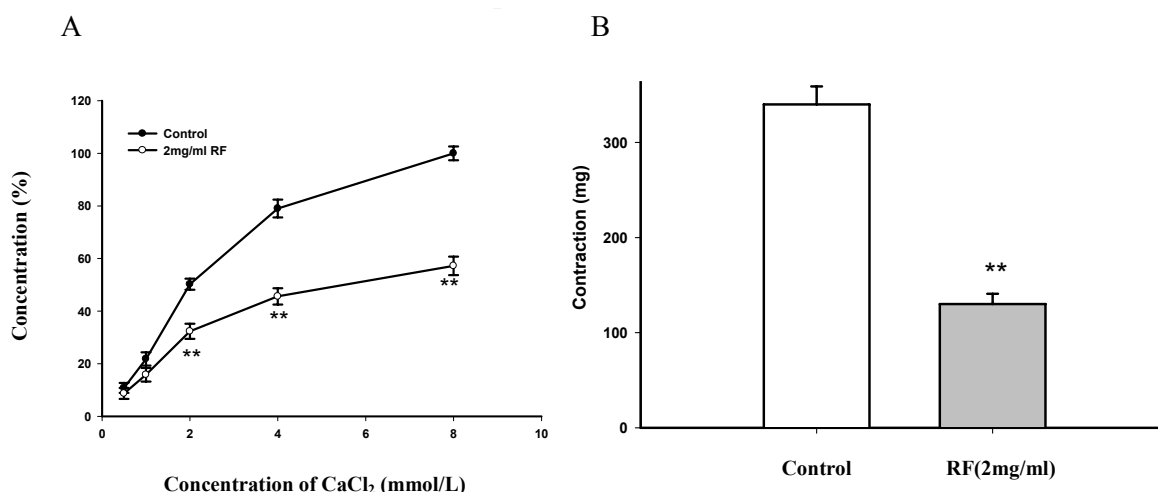 A
Concentration (%)
120
100
80
60
40
20
0
Control
2mg/ml RF
**
**
**
0 2 4 6 8 10
Concentration of CaCl₂ (mmol/L)
B
Contraction (mg)
300
200
100
0
**
Control RF(2mg/ml)